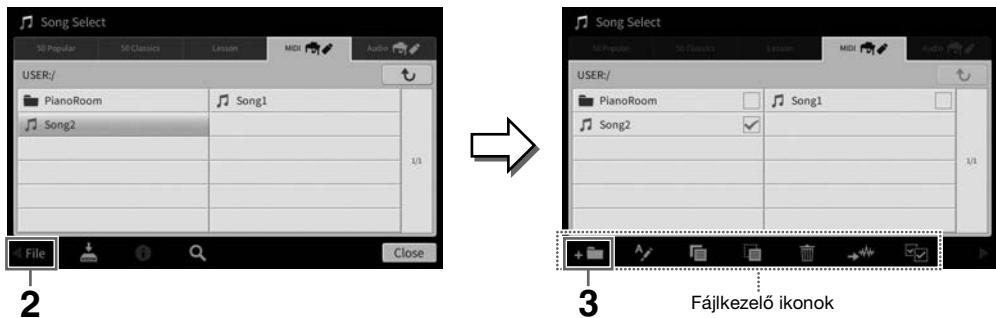 Song Select
50 Popular 50 Classics Lesson MIDI Audio
USER:/
PianoRoom Song1
Song2
1/1
File Close
2
Song Select
50 Popular 50 Classics Lesson MIDI Audio
USER:/
PianoRoom Song1
Song2
1/1
3
Fájlkezelő ikonok